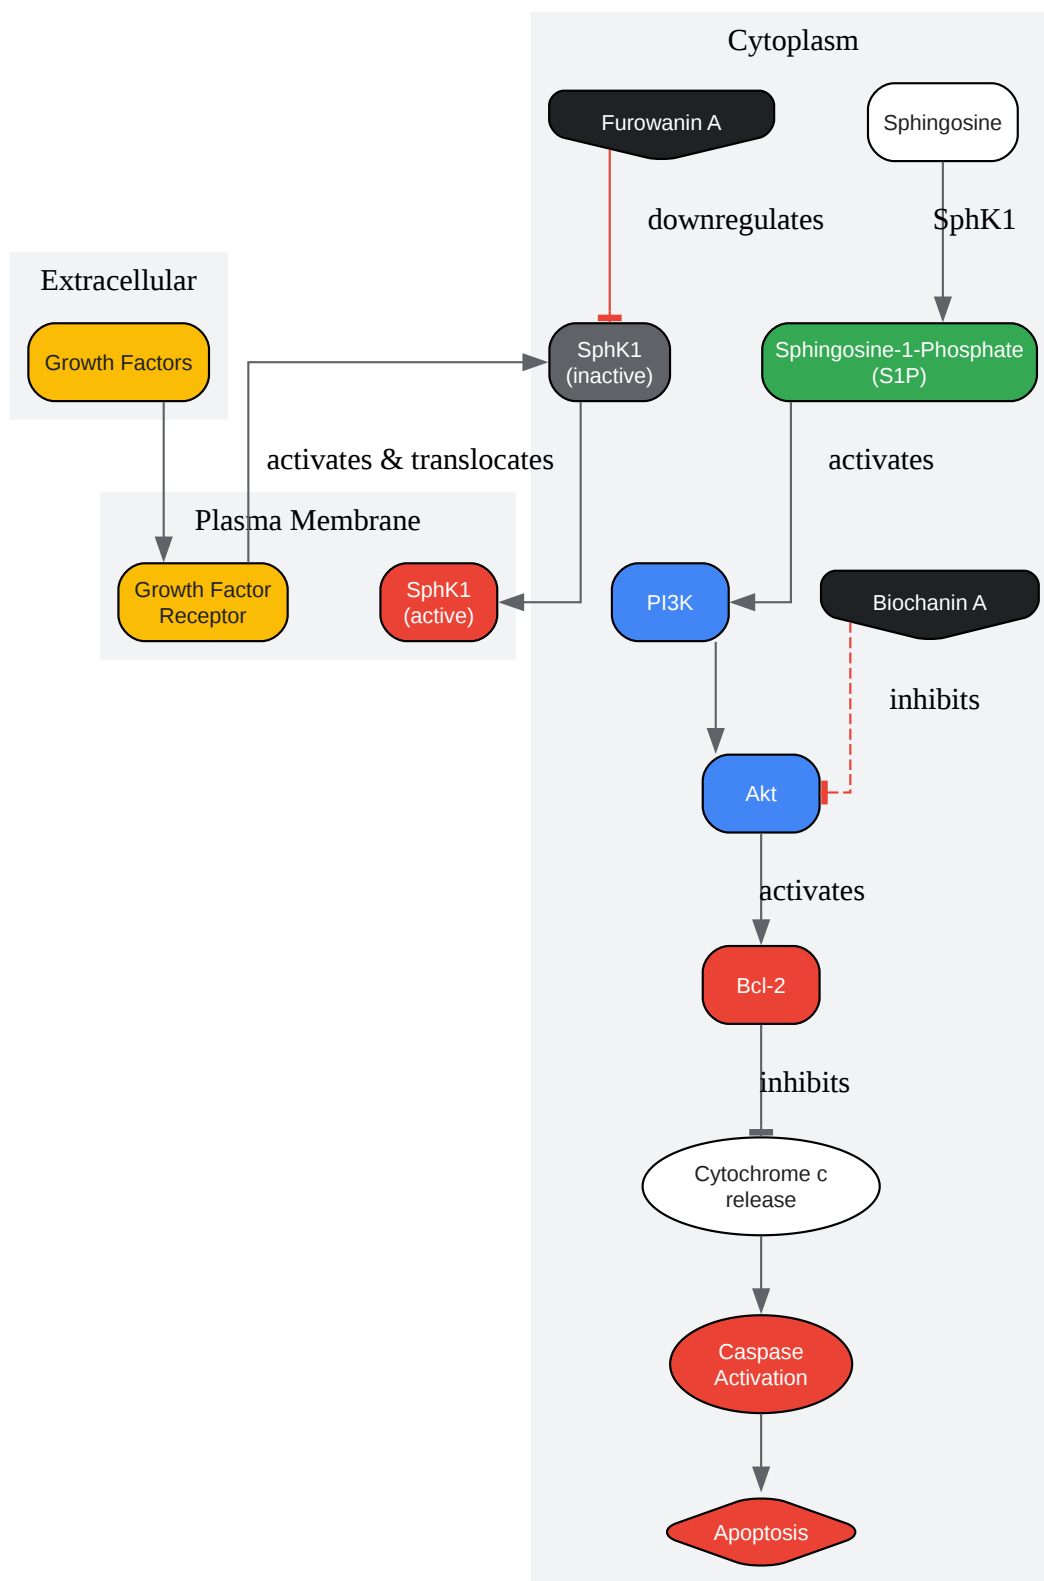 Cytoplasm
Furowanin A
Sphingosine
downregulates
SphK1
Extracellular
Growth Factors
SphK1
(inactive)
Sphingosine-1-Phosphate
(S1P)
activates & translocates
activates
Plasma Membrane
Growth Factor
Receptor
SphK1
(active)
PI3K
Biochanin A
inhibits
Akt
activates
Bcl-2
inhibits
Cytochrome c
release
Caspase
Activation
Apoptosis